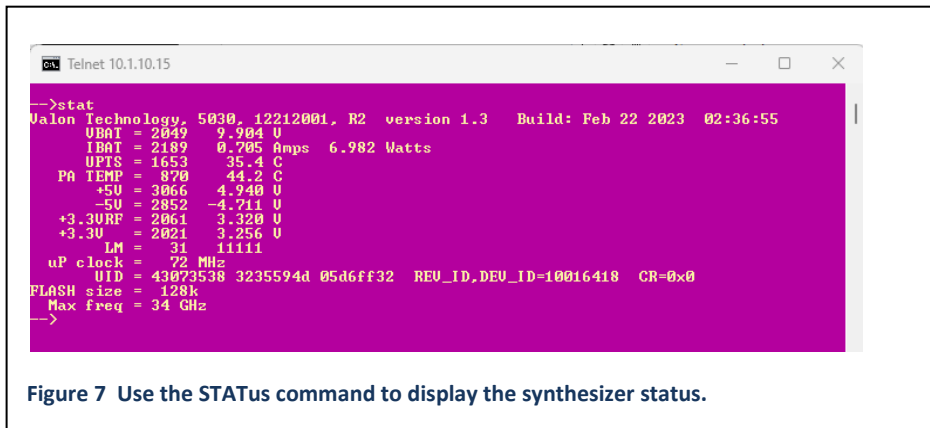 Telnet 10.1.10.15
-->stat
Valon Technology, 5030, 12212001, R2 version 1.3 Build: Feb 22 2023 02:36:55
VBAT = 2049 9.904 V
IBAT = 2189 0.705 Amps 6.982 Watts
UPTS = 1653 35.4 C
PA TEMP = 870 44.2 C
+5V = 3066 4.940 V
-5V = 2852 -4.711 V
+3.3VRF = 2061 3.320 V
+3.3V = 2021 3.256 V
LM = 31 11111
uP clock = 72 MHz
UID = 43073538 3235594d 05d6ff32 REV_ID,DEV_ID=10016418 CR=0x0
FLASH size = 128k
Max freq = 34 GHz
-->
Figure 7 Use the STATus command to display the synthesizer status.